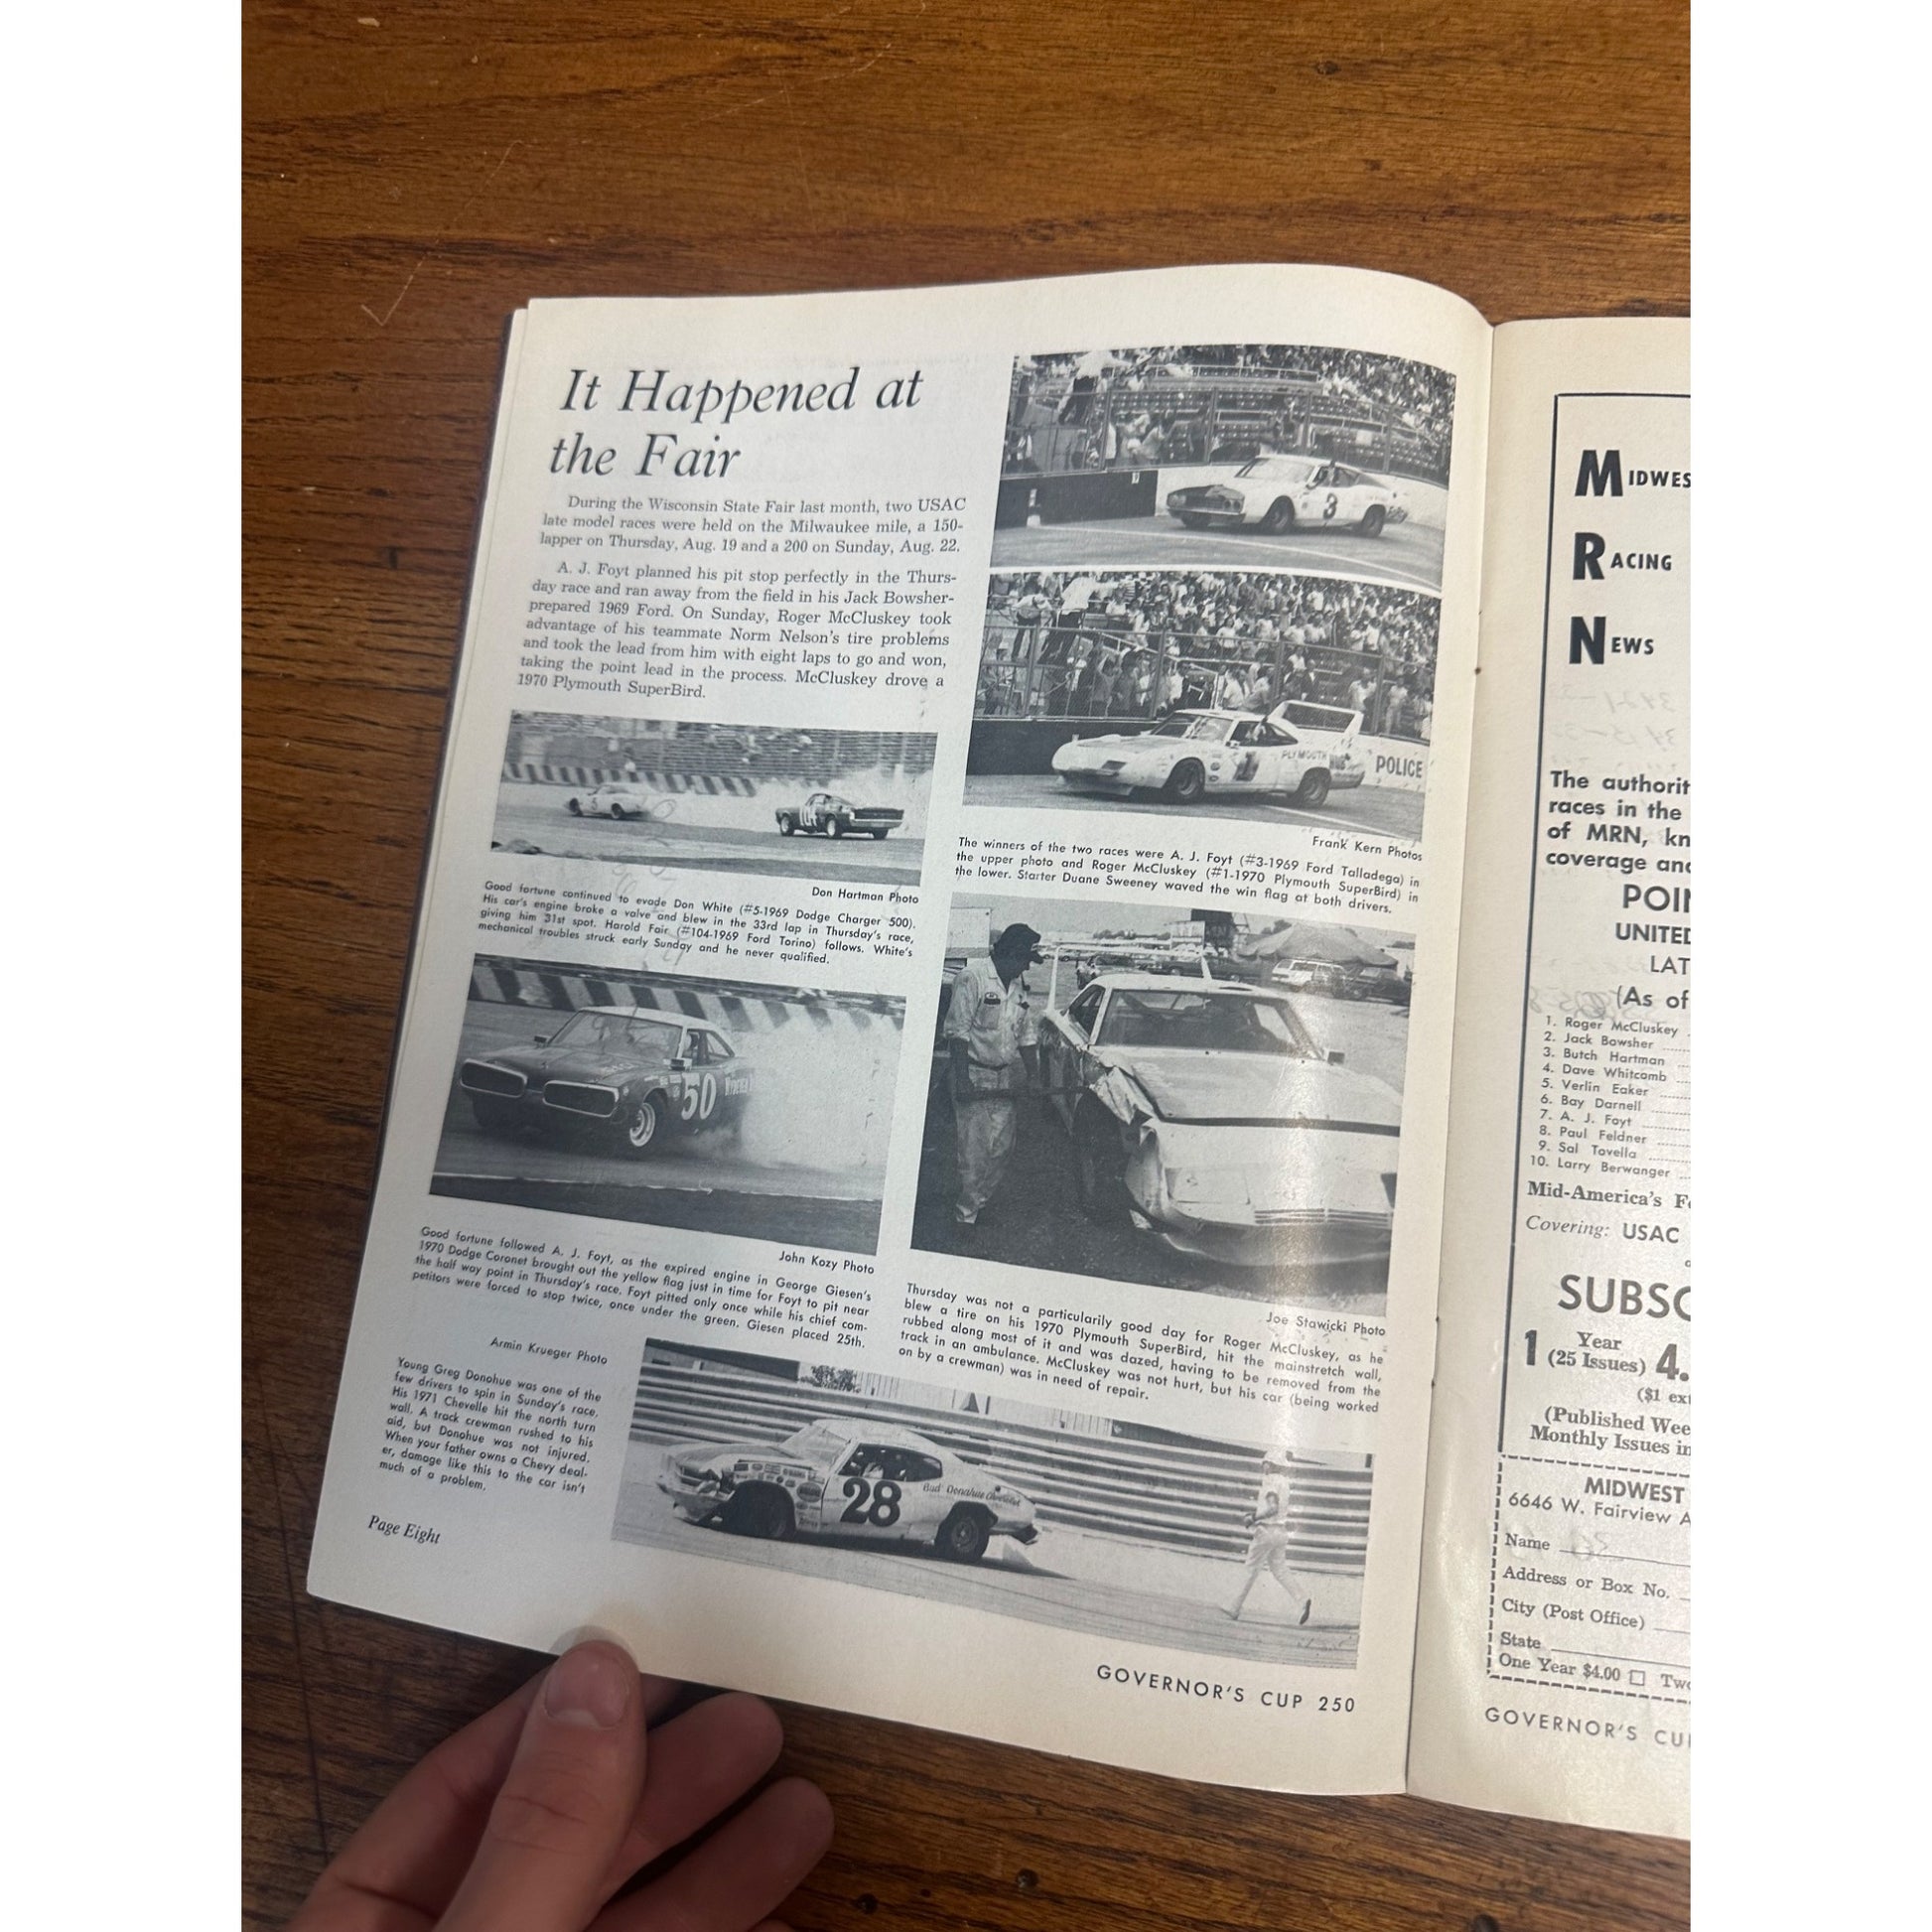 It Happened at
the Fair
During the Wisconsin State Fair last month, two USAC
late model races were held on the Milwaukee mile, a 150-
lapper on Thursday, Aug. 19 and a 200 on Sunday, Aug. 22.
A. J. Foyt planned his pit stop perfectly in the Thurs-
day race and ran away from the field in his Jack Bowsher-
prepared 1969 Ford. On Sunday, Roger McCluskey took
advantage of his teammate Norm Nelson's tire problems
and took the lead from him with eight laps to go and won,
taking the point lead in the process. McCluskey drove a
1970 Plymouth SuperBird.
5
104
Don Hartman Photo
Good fortune continued to evade Don White (#5-1969 Dodge Charger 500).
His car's engine broke a valve and blew in the 33rd lap in Thursday's race,
giving him 31st spot. Harold Fair (#104-1969 Ford Torino) follows. White's
mechanical troubles struck early Sunday and he never qualified.
50
John Kozy Photo
Good fortune followed A. J. Foyt, as the expired engine in George Giesen's
1970 Dodge Coronet brought out the yellow flag just in time for Foyt to pit near
the half way point in Thursday's race. Foyt pitted only once while his chief com-
petitors were forced to stop twice, once under the green. Giesen placed 25th.
Armin Krueger Photo
Young Greg Donohue was one of the
few drivers to spin in Sunday's race.
His 1971 Chevelle hit the north turn
wall. A track crewman rushed to his
aid, but Donohue was not injured.
When your father owns a Chevy deal-
er, damage like this to the car isn't
much of a problem.
Page Eight
3
PLYMOUTH
1
POLICE
Frank Kern Photos
The winners of the two races were A. J. Foyt (#3-1969 Ford Talladega) in
the upper photo and Roger McCluskey (#1-1970 Plymouth SuperBird) in
the lower. Starter Duane Sweeney waved the win flag at both drivers.
Joe Stawicki Photo
Thursday was not a particularly good day for Roger McCluskey, as he
blew a tire on his 1970 Plymouth SuperBird, hit the mainstretch wall,
rubbed along most of it and was dazed, having to be removed from the
track in an ambulance. McCluskey was not hurt, but his car (being worked
on by a crewman) was in need of repair.
28
Bud Donahue Chevrolet
GOVERNOR'S CUP 250
MIDWES
RACING
NEWS
The authorit
races in the
of MRN, kn
coverage and
POI
UNITED
LAT
(As of
1. Roger McCluskey
2. Jack Bowsher
3. Butch Hartman
4. Dave Whitcomb
5. Verlin Eaker
6. Bay Darnell
7. A. J. Foyt
8. Paul Feldner
9. Sal Tovella
10. Larry Berwanger
Mid-America's F
Covering: USAC
SUBSC
1 Year
(25 Issues) 4.
($1 ext
(Published Wee
Monthly Issues in
MIDWEST
6646 W. Fairview A
Name
Address or Box No.
City (Post Office)
State
One Year $4.00 ☐ Two
GOVERNOR'S CU